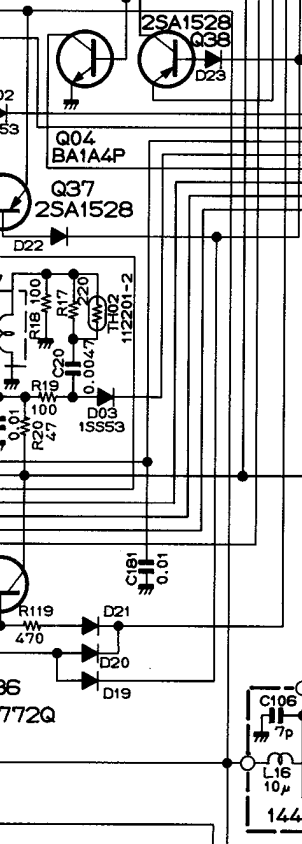 2SA1528
Q38
D23
D2
53
Q04
BA1A4P
Q37
2SA1528
D22
R18 100
R17
220
TH02
112201-2
C20
0.0047
R19
100
D03
1SS53
0.01
R20
47
C181
0.01
R119
470
D21
D20
D19
36
772Q
C106
7p
L16
10μ
144